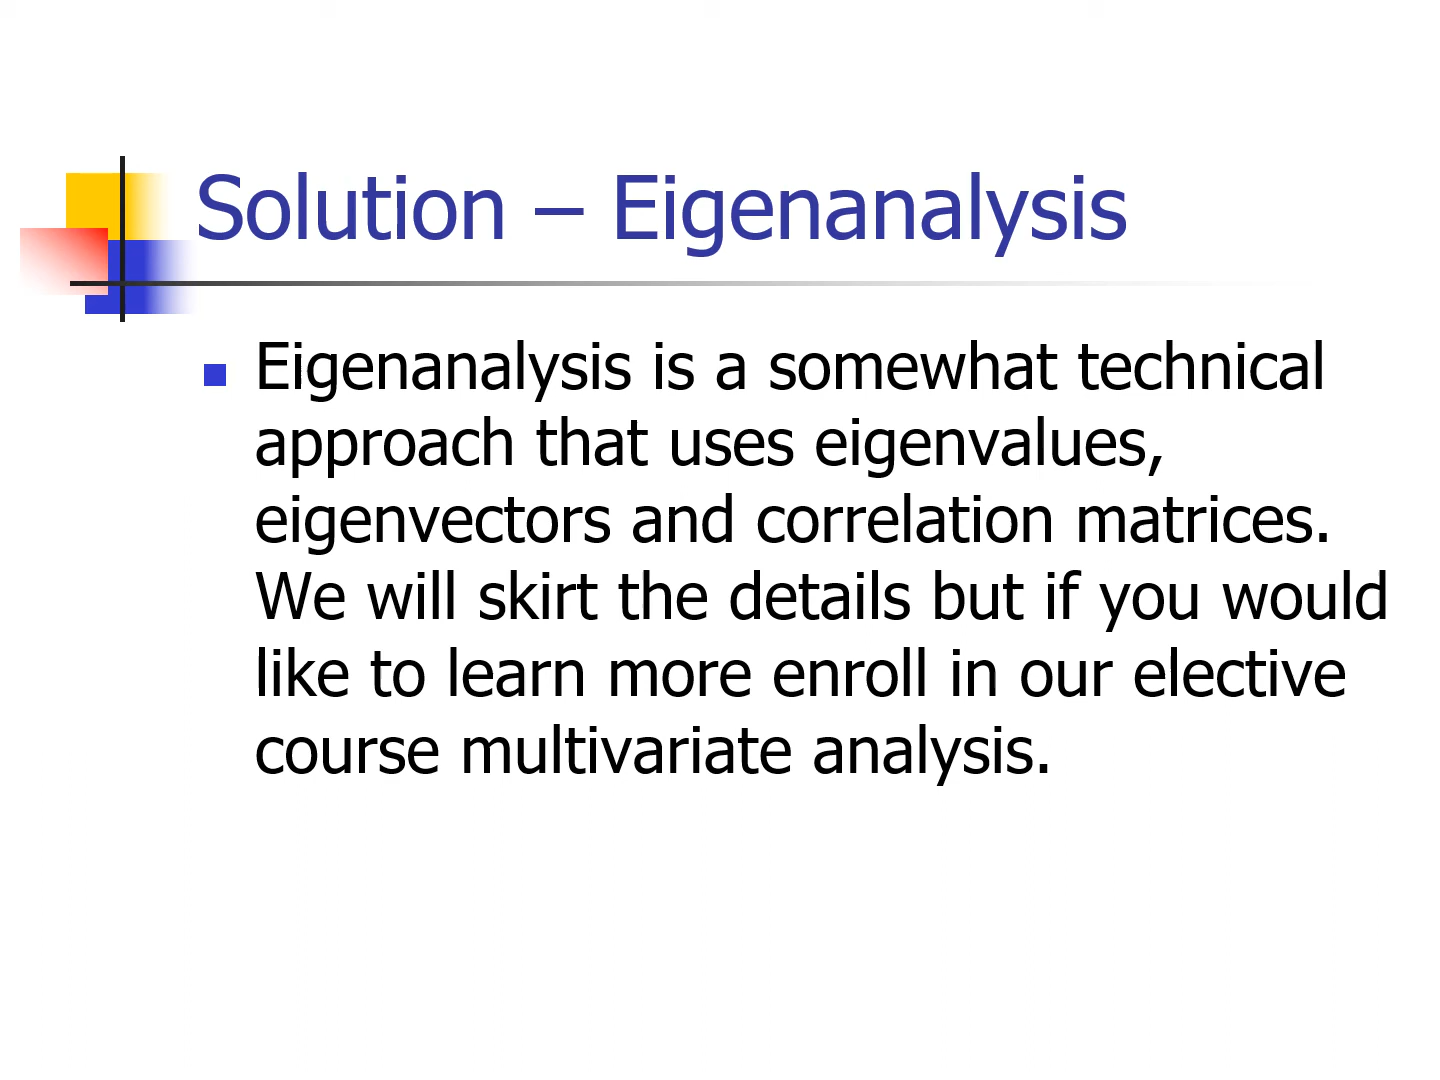 Solution – Eigenanalysis
Eigenanalysis is a somewhat technical
approach that uses eigenvalues,
eigenvectors and correlation matrices.
We will skirt the details but if you would
like to learn more enroll in our elective
course multivariate analysis.